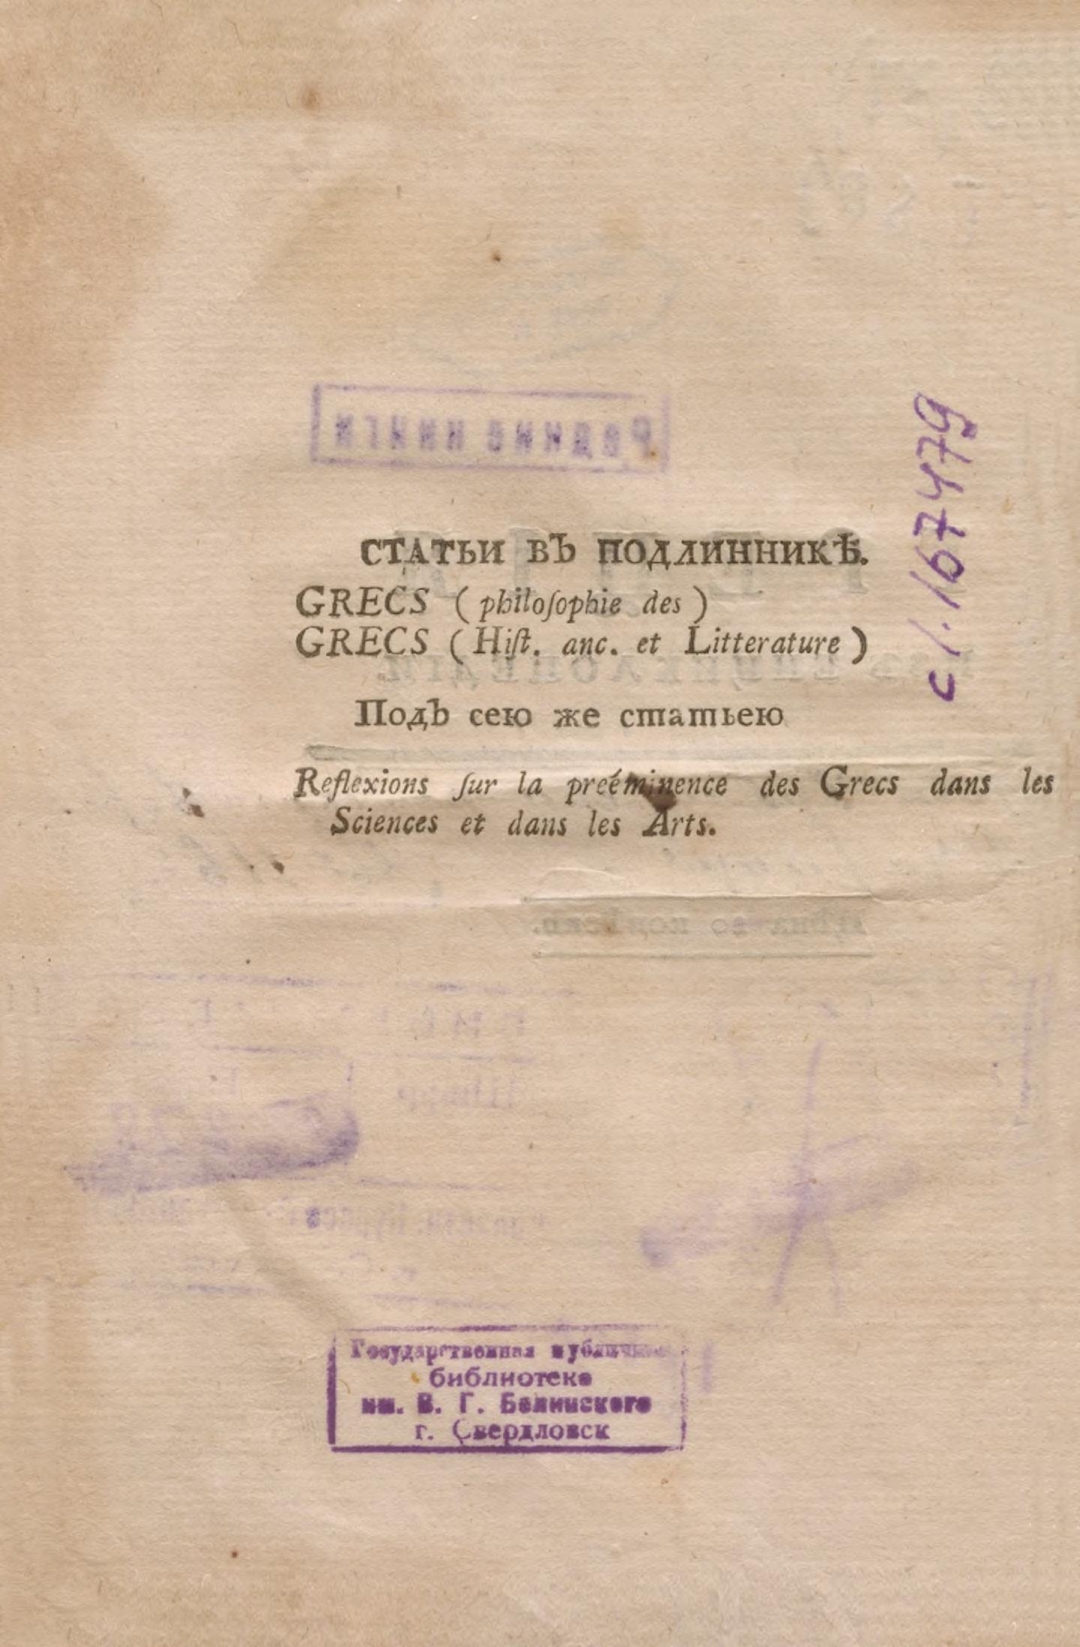 СТАТЬИ ВЪ ПОДЛИННИКѢ.
GRECS ( philoſophie des )
GRECS ( Hiſt. anc. et Litterature )
Подъ сею же статьею
Reflexions ſur la preéminence des Grecs dans les
Sciences et dans les Arts.
с/. 167479
Редкие книги
Государственная публичная
библиотека
им. В. Г. Белинского
г. Свердловск